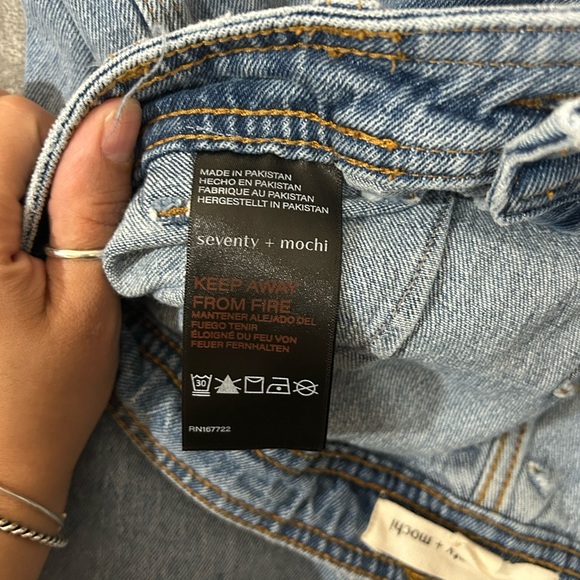 MADE IN PAKISTAN
HECHO EN PAKISTAN
FABRIQUE AU PAKISTAN
HERGESTELLT IN PAKISTAN
seventy + mochi
KEEP AWAY
FROM FIRE
MANTENER ALEJADO DEL
FUEGO TENIR
ÉLOIGNÉ DU FEU VON
FEUER FERNHALTEN
30
RN167722
+ mochi